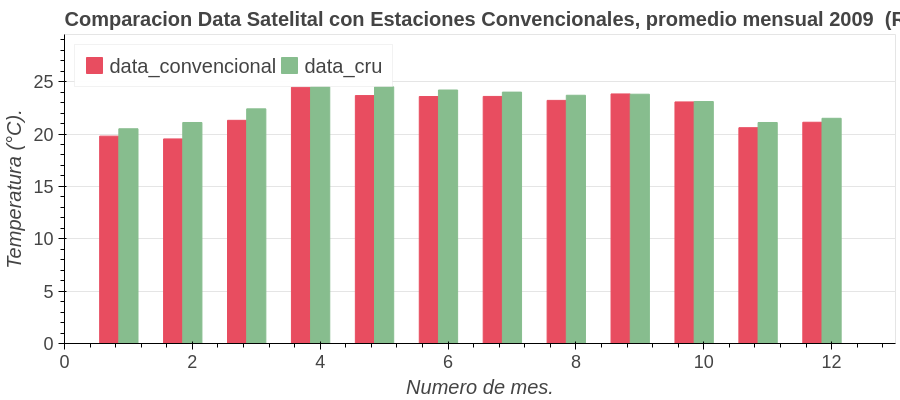 Comparacion Data Satelital con Estaciones Convencionales, promedio mensual 2009 (R
data_convencional data_cru
25
20
15
10
5
0
Temperatura (°C).
0 2 4 6 8 10 12
Numero de mes.